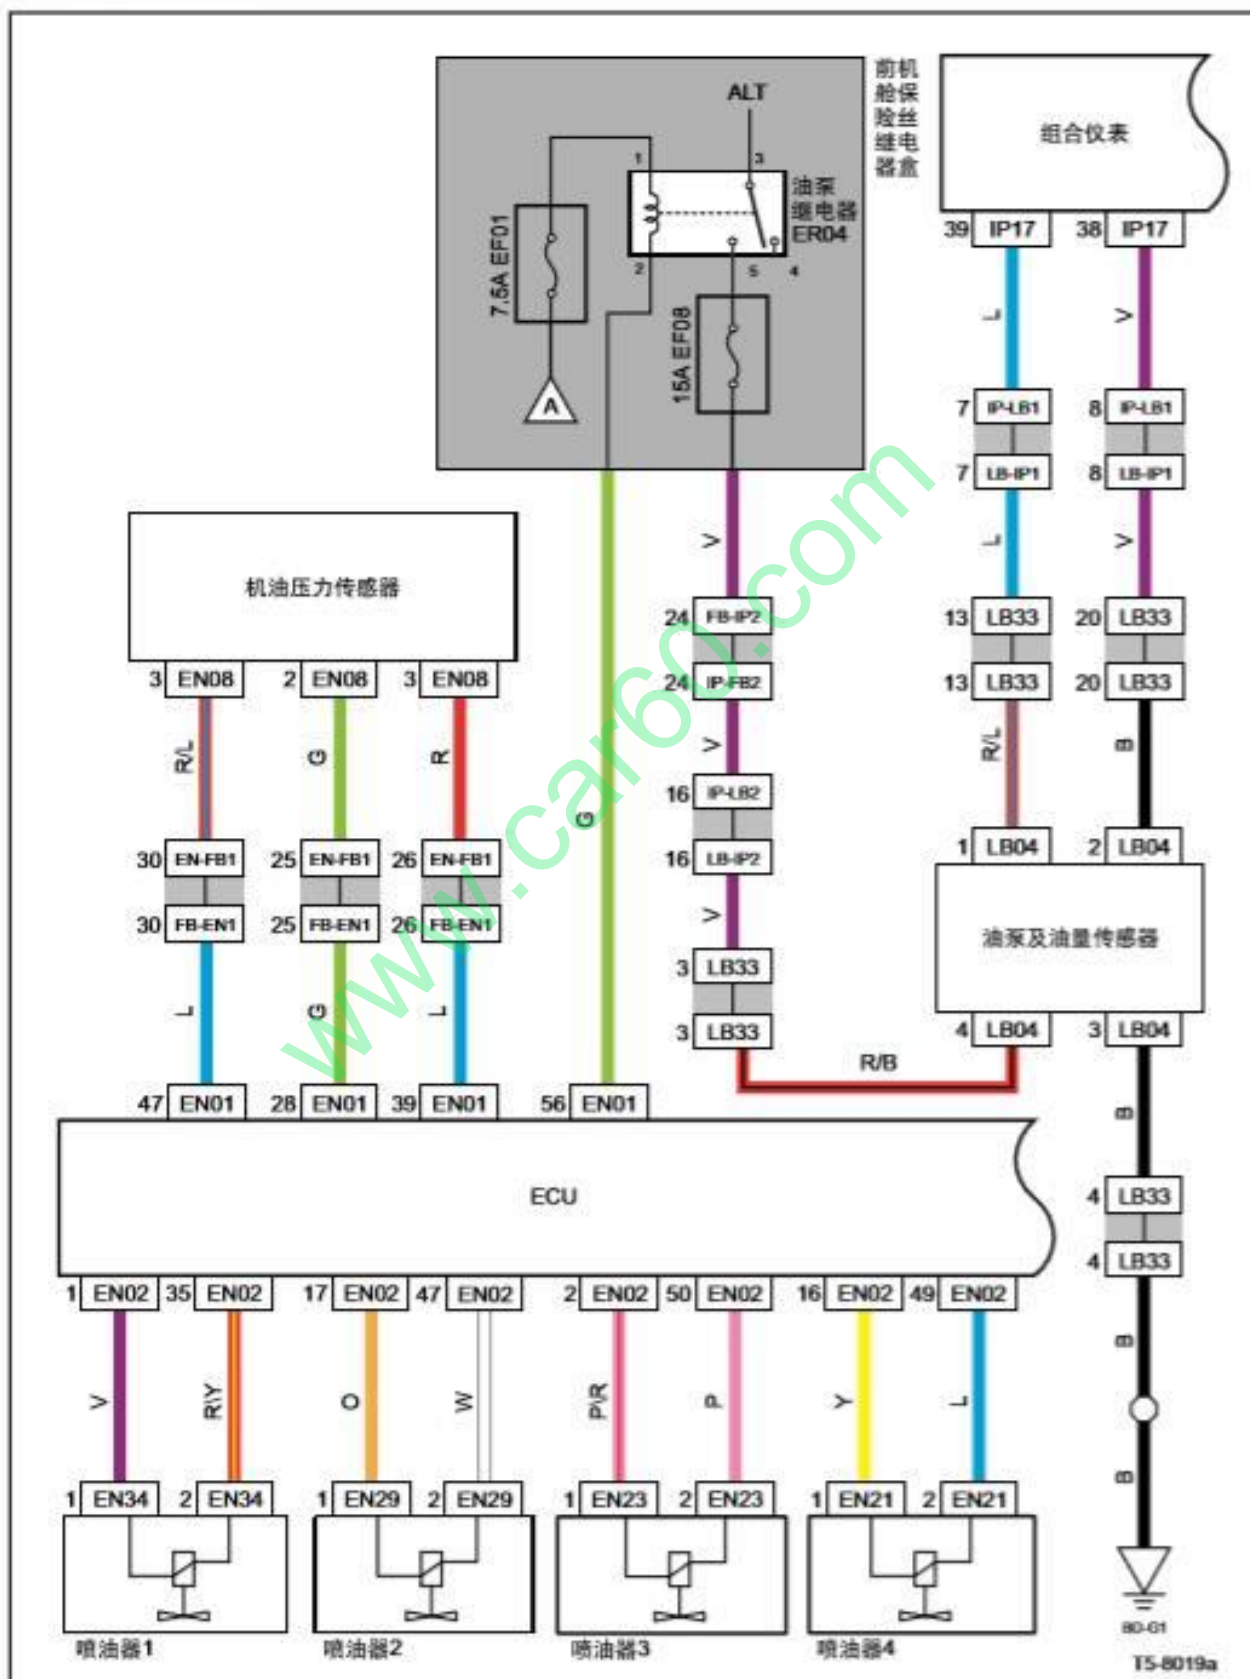 前机
舱保
险丝
继电
器盒
ALT
组合仪表
1 3
油泵
继电器
ER04
2 5 4
7.5A EF01
15A EF08
A
39 IP17 38 IP17
L V
7 IP-LB1 8 IP-LB1
7 LB-IP1 8 LB-IP1
V L V
机油压力传感器
24 FB-IP2 13 LB33 20 LB33
3 EN08 2 EN08 3 EN08 24 IP-FB2 13 LB33 20 LB33
R/L G R V R/L B
16 IP-LB2
G
30 EN-FB1 25 EN-FB1 26 EN-FB1 16 LB-IP2 1 LB04 2 LB04
30 FB-EN1 25 FB-EN1 26 FB-EN1 V
油泵及油量传感器
3 LB33
L G L
3 LB33 4 LB04 3 LB04
R/B
47 EN01 28 EN01 39 EN01 56 EN01 B
ECU
4 LB33
4 LB33
1 EN02 35 EN02 17 EN02 47 EN02 2 EN02 50 EN02 16 EN02 49 EN02
B
V R\Y O W P\R P Y L
B
1 EN34 2 EN34 1 EN29 2 EN29 1 EN23 2 EN23 1 EN21 2 EN21
喷油器1 喷油器2 喷油器3 喷油器4
BD-G1
T5-8019a
www.car60.com